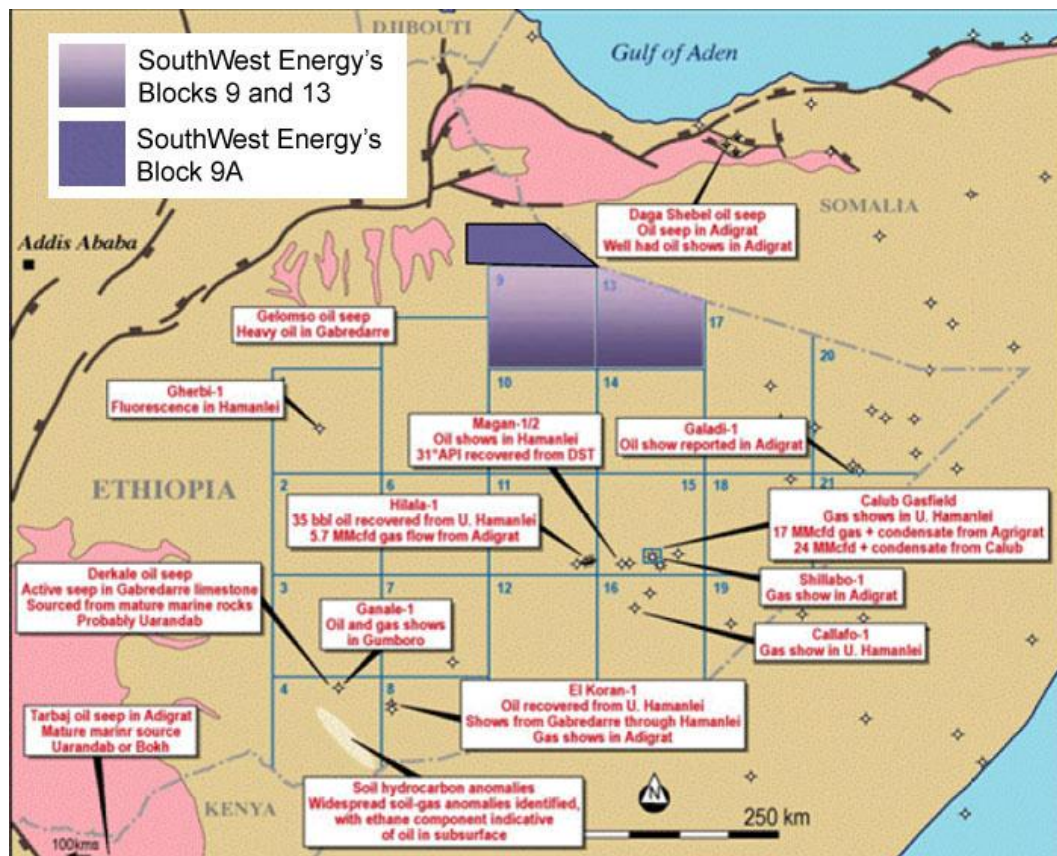 DJIBOUTI
SouthWest Energy's
Blocks 9 and 13
SouthWest Energy's
Block 9A
Gulf of Aden
SOMALIA
Addis Ababa
Daga Shebel oil seep
Oil seep in Adigrat
Well had oil shows in Adigrat
9
13
17
20
Gelomso oil seep
Heavy oil in Gabredarre
Gherbi-1
Fluorescence in Hamanlei
10
14
Magan-1/2
Oil shows in Hamanlei
31°API recovered from DST
Galadi-1
Oil show reported in Adigrat
ETHIOPIA
2
6
11
15
18
21
Hilala-1
35 bbl oil recovered from U. Hamanlei
5.7 MMcfd gas flow from Adigrat
Calub Gasfield
Gas shows in U. Hamanlei
17 MMcfd gas + condensate from Agrigrat
24 MMcfd + condensate from Calub
Derkale oil seep
Active seep in Gabredarre limestone
Sourced from mature marine rocks
Probably Uarandab
3
7
12
16
19
Shillabo-1
Gas show in Adigrat
Ganale-1
Oil and gas shows
in Gumboro
Callafo-1
Gas show in U. Hamanlei
4
8
El Koran-1
Oil recovered from U. Hamanlei
Shows from Gabredarre through Hamanlei
Gas shows in Adigrat
Tarbaj oil seep in Adigrat
Mature marinr source
Uarandab or Bokh
Soil hydrocarbon anomalies
Widespread soil-gas anomalies identified,
with ethane component indicative
of oil in subsurface
KENYA
N
250 km
100kms